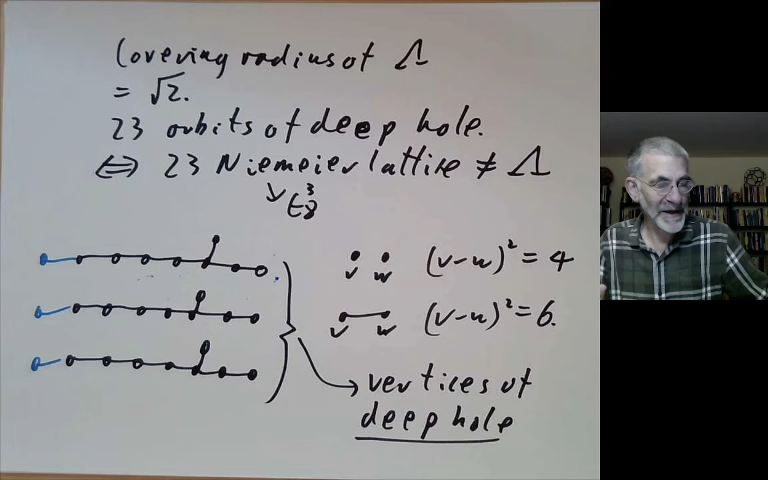 Covering radius of Λ
= √2.
23 orbits of deep hole.
⇔ 23 Niemeier lattice ≠ Λ
↘ E₈³
v w (v-w)² = 4
v w (v-w)² = 6.
→ vertices of
deep hole